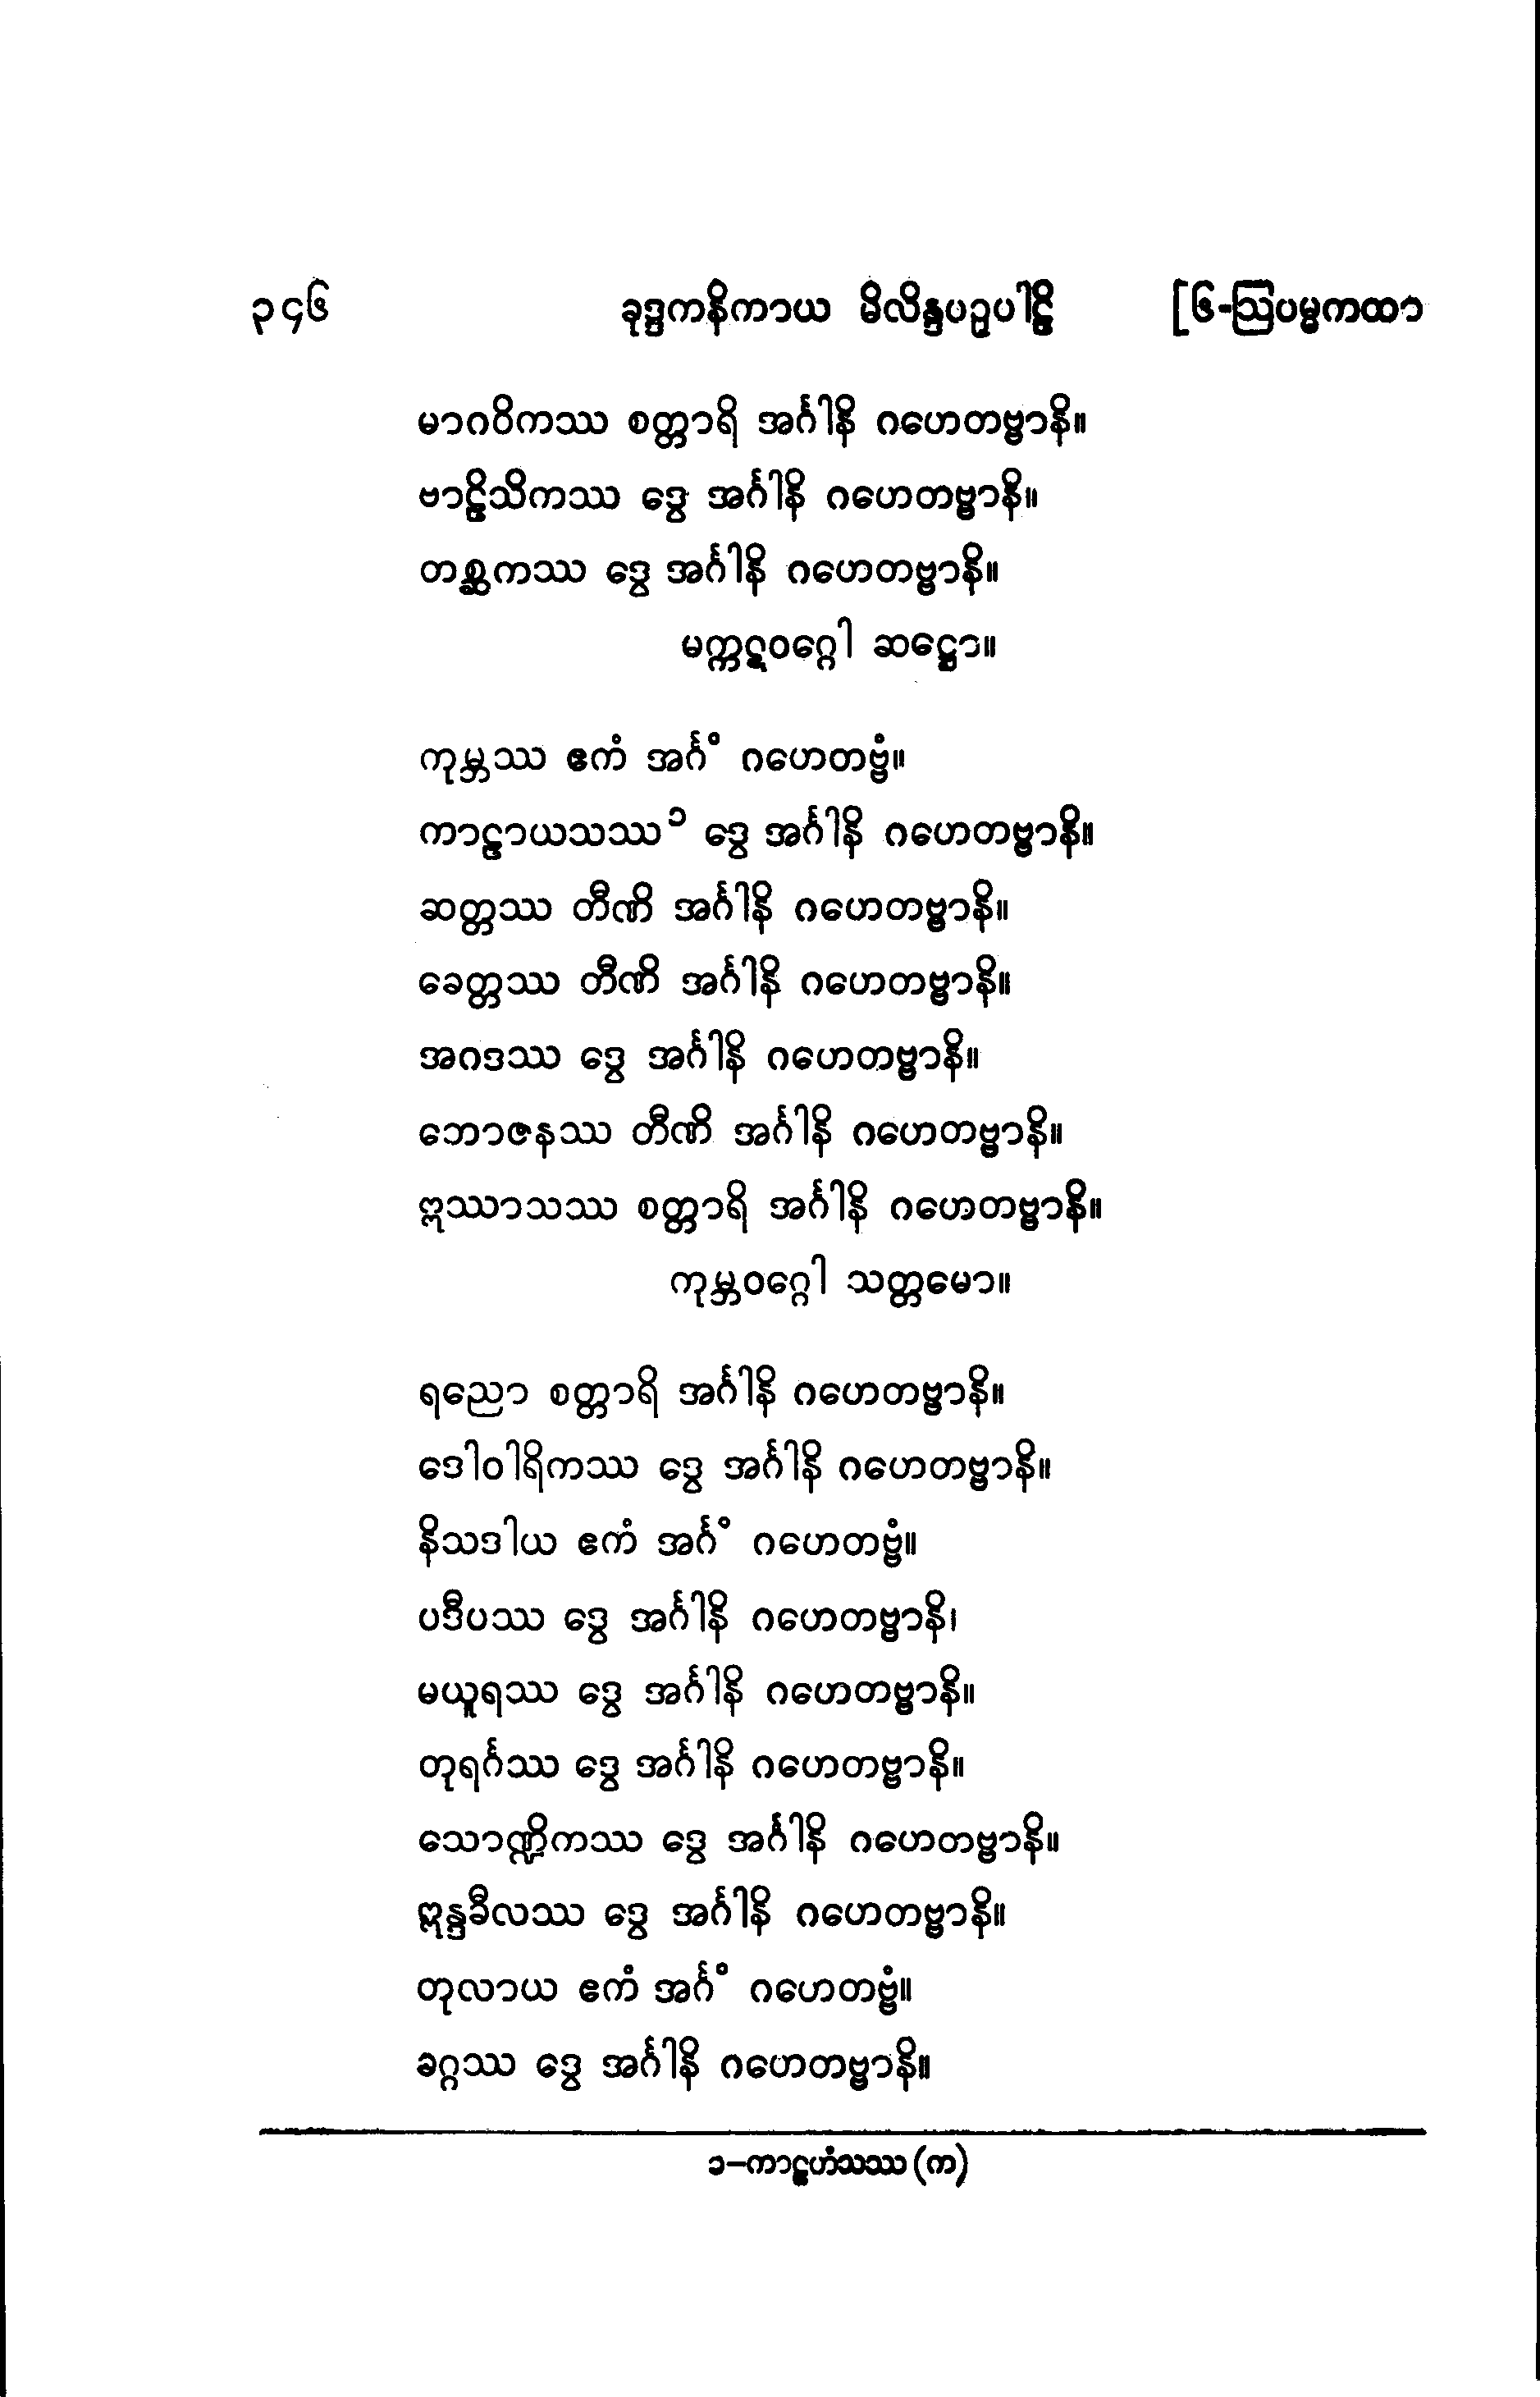 ၃၄၆ ခုဒ္ဒကနိကာယ မိလိန္ဒပဉှပါဠိ [၆-ဩပမ္မကထာ
မာဂဝိကဿ စတ္တာရိ အင်္ဂါနိ ဂဟေတဗ္ဗာနိ။
ဗာဠိသိကဿ ဒွေ အင်္ဂါနိ ဂဟေတဗ္ဗာနိ။
တစ္ဆကဿ ဒွေ အင်္ဂါနိ ဂဟေတဗ္ဗာနိ။
မက္ကဋဝဂ္ဂေါ ဆဋ္ဌော။
ကုမ္ဘဿ ဧကံ အင်္ဂံ ဂဟေတဗ္ဗံ။
ကာဠာယသဿ ၁ ဒွေ အင်္ဂါနိ ဂဟေတဗ္ဗာနိ။
ဆတ္တဿ တီဏိ အင်္ဂါနိ ဂဟေတဗ္ဗာနိ။
ခေတ္တဿ တီဏိ အင်္ဂါနိ ဂဟေတဗ္ဗာနိ။
အဂဒဿ ဒွေ အင်္ဂါနိ ဂဟေတဗ္ဗာနိ။
ဘောဇနဿ တီဏိ အင်္ဂါနိ ဂဟေတဗ္ဗာနိ။
ဣဿာသဿ စတ္တာရိ အင်္ဂါနိ ဂဟေတဗ္ဗာနိ။
ကုမ္ဘဝဂ္ဂေါ သတ္တမော။
ရညော စတ္တာရိ အင်္ဂါနိ ဂဟေတဗ္ဗာနိ။
ဒေါဝါရိကဿ ဒွေ အင်္ဂါနိ ဂဟေတဗ္ဗာနိ။
နိသဒါယ ဧကံ အင်္ဂံ ဂဟေတဗ္ဗံ။
ပဒီပဿ ဒွေ အင်္ဂါနိ ဂဟေတဗ္ဗာနိ၊
မယူရဿ ဒွေ အင်္ဂါနိ ဂဟေတဗ္ဗာနိ။
တုရင်္ဂဿ ဒွေ အင်္ဂါနိ ဂဟေတဗ္ဗာနိ။
သောဏ္ဍိကဿ ဒွေ အင်္ဂါနိ ဂဟေတဗ္ဗာနိ။
ဣန္ဒခီလဿ ဒွေ အင်္ဂါနိ ဂဟေတဗ္ဗာနိ။
တုလာယ ဧကံ အင်္ဂံ ဂဟေတဗ္ဗံ။
ခဂ္ဂဿ ဒွေ အင်္ဂါနိ ဂဟေတဗ္ဗာနိ။
၁-ကာဠဟံသဿ (က)